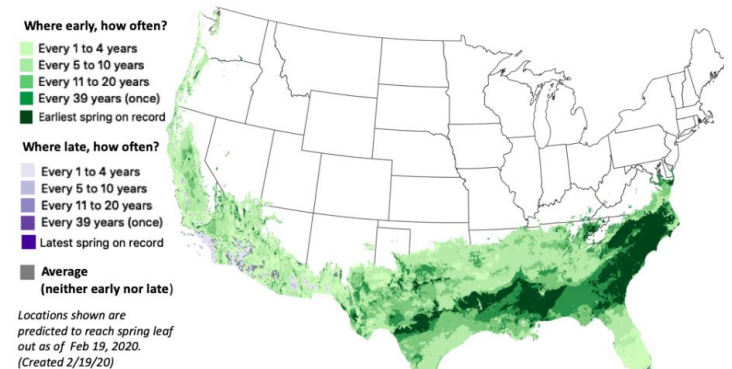 Where early, how often?
Every 1 to 4 years
Every 5 to 10 years
Every 11 to 20 years
Every 39 years (once)
Earliest spring on record
Where late, how often?
Every 1 to 4 years
Every 5 to 10 years
Every 11 to 20 years
Every 39 years (once)
Latest spring on record
Average
(neither early nor late)
Locations shown are
predicted to reach spring leaf
out as of Feb 19, 2020.
(Created 2/19/20)